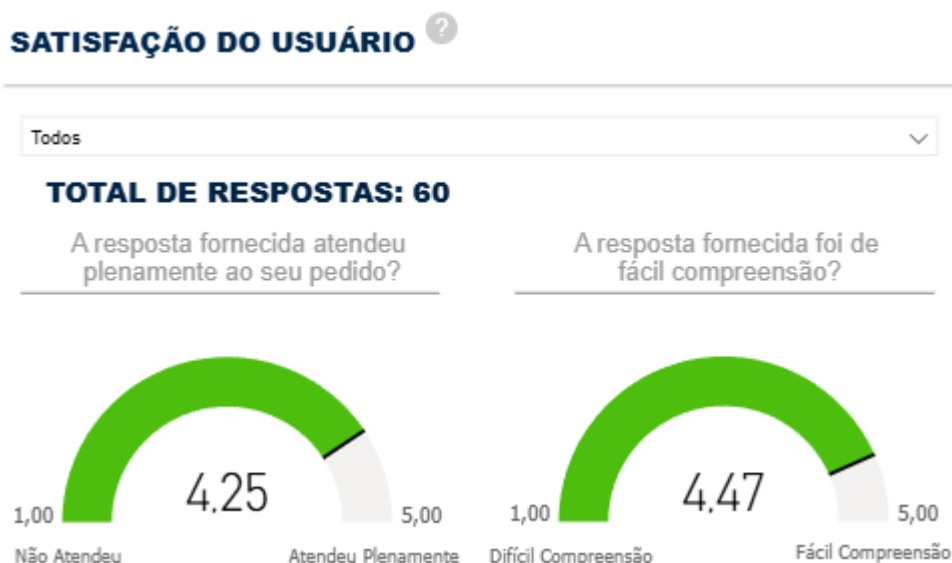 SATISFAÇÃO DO USUÁRIO ?
Todos
TOTAL DE RESPOSTAS: 60
A resposta fornecida atendeu
plenamente ao seu pedido?
4,25
1,00
5,00
Não Atendeu
Atendeu Plenamente
A resposta fornecida foi de
fácil compreensão?
4,47
1,00
5,00
Difícil Compreensão
Fácil Compreensão